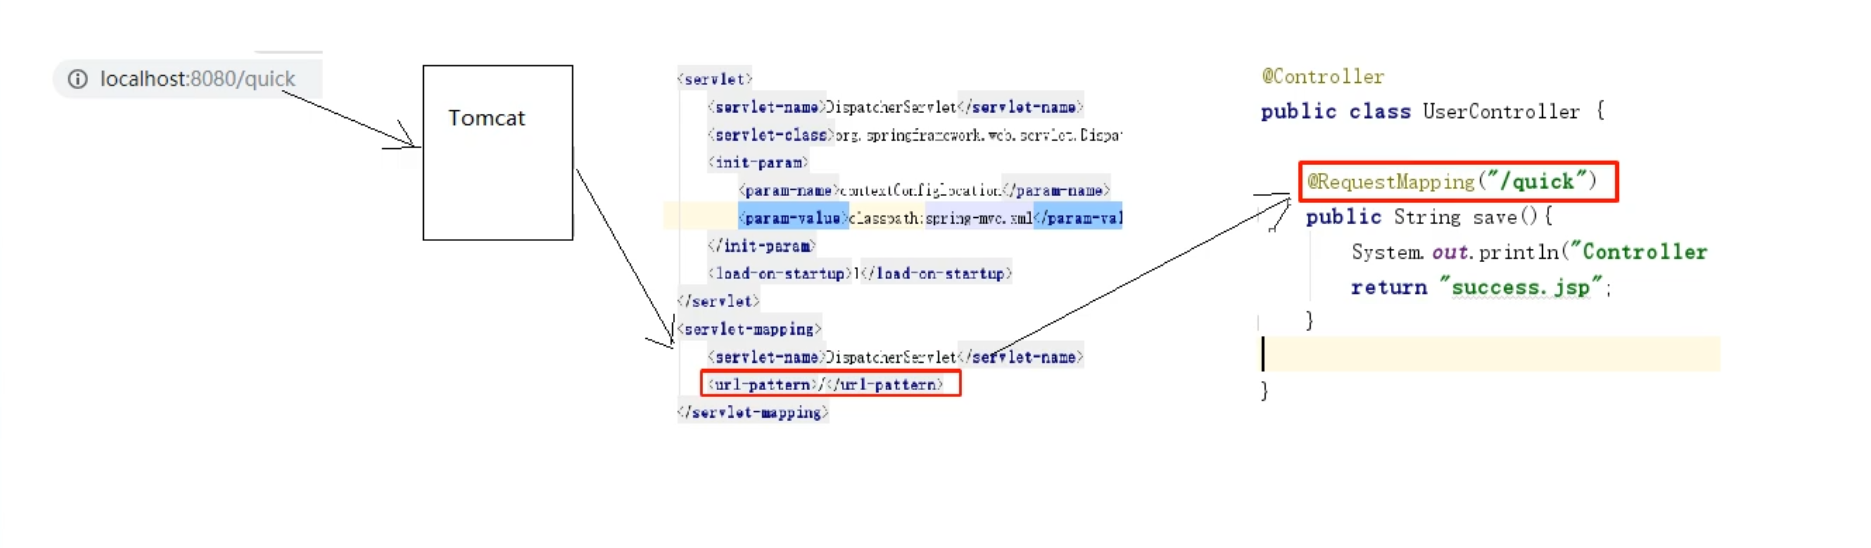 localhost:8080/quick
Tomcat
<servlet>
<servlet-name>DispatcherServlet</servlet-name>
<servlet-class>org.springframework.web.servlet.Dispa
<init-param>
<param-name>contextConfigLocation</param-name>
<param-value>classpath:spring-mvc.xml</param-val
</init-param>
<load-on-startup>1</load-on-startup>
</servlet>
<servlet-mapping>
<servlet-name>DispatcherServlet</servlet-name>
<url-pattern>/</url-pattern>
</servlet-mapping>
@Controller
public class UserController {
@RequestMapping("/quick")
public String save(){
System.out.println("Controller
return "success.jsp";
}
}